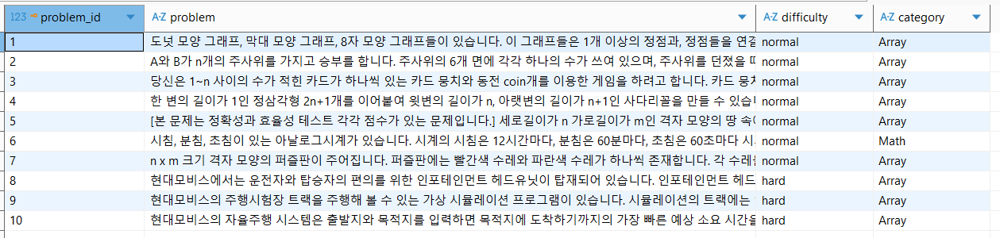 123 problem_id A-Z problem A-Z difficulty A-Z category
1 도넛 모양 그래프, 막대 모양 그래프, 8자 모양 그래프들이 있습니다. 이 그래프들은 1개 이상의 정점과, 정점들을 연결 normal Array
2 A와 B가 n개의 주사위를 가지고 승부를 합니다. 주사위의 6개 면에 각각 하나의 수가 쓰여 있으며, 주사위를 던졌을 때 normal Array
3 당신은 1~n 사이의 수가 적힌 카드가 하나씩 있는 카드 뭉치와 동전 coin개를 이용한 게임을 하려고 합니다. 카드 뭉치 normal Array
4 한 변의 길이가 1인 정삼각형 2n+1개를 이어붙여 윗변의 길이가 n, 아랫변의 길이가 n+1인 사다리꼴을 만들 수 있습니 normal Array
5 [본 문제는 정확성과 효율성 테스트 각각 점수가 있는 문제입니다.] 세로길이가 n 가로길이가 m인 격자 모양의 땅 속에 normal Array
6 시침, 분침, 초침이 있는 아날로그시계가 있습니다. 시계의 시침은 12시간마다, 분침은 60분마다, 초침은 60초마다 시 normal Math
7 n x m 크기 격자 모양의 퍼즐판이 주어집니다. 퍼즐판에는 빨간색 수레와 파란색 수레가 하나씩 존재합니다. 각 수레들 normal Array
8 현대모비스에서는 운전자와 탑승자의 편의를 위한 인포테인먼트 헤드유닛이 탑재되어 있습니다. 인포테인먼트 헤드 hard Array
9 현대모비스의 주행시험장 트랙을 주행해 볼 수 있는 가상 시뮬레이션 프로그램이 있습니다. 시뮬레이션의 트랙에는 hard Array
10 현대모비스의 자율주행 시스템은 출발지와 목적지를 입력하면 목적지에 도착하기까지의 가장 빠른 예상 소요 시간을 hard Array